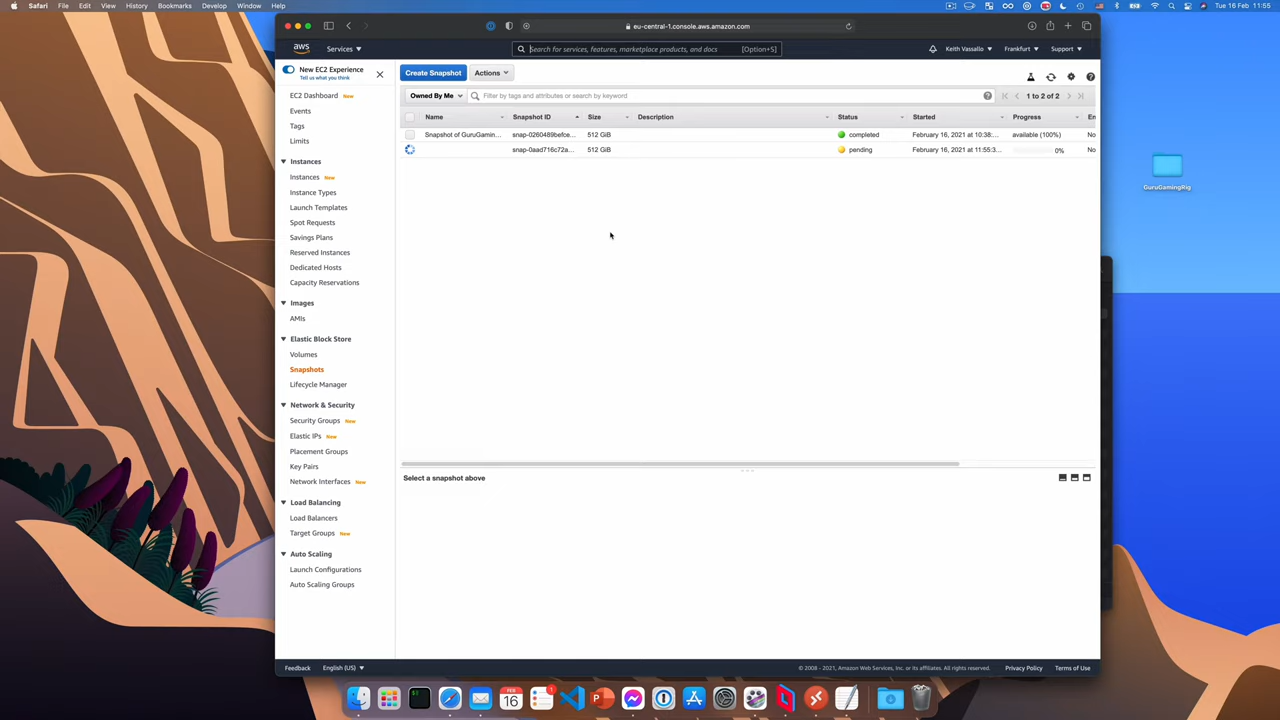 Safari File Edit View History Bookmarks Develop Window Help
Tue 16 Feb 11:55
eu-central-1.console.aws.amazon.com
aws Services
Search for services, features, marketplace products, and docs [Option+S]
Keith Vassallo Frankfurt Support
New EC2 Experience
Tell us what you think
EC2 Dashboard New
Events
Tags
Limits
Instances
Instances New
Instance Types
Launch Templates
Spot Requests
Savings Plans
Reserved Instances
Dedicated Hosts
Capacity Reservations
Images
AMIs
Elastic Block Store
Volumes
Snapshots
Lifecycle Manager
Network & Security
Security Groups New
Elastic IPs New
Placement Groups
Key Pairs
Network Interfaces New
Load Balancing
Load Balancers
Target Groups New
Auto Scaling
Launch Configurations
Auto Scaling Groups
Create Snapshot Actions
Owned By Me Filter by tags and attributes or search by keyword 1 to 2 of 2
Name Snapshot ID Size Description Status Started Progress En
Snapshot of GuruGamin... snap-0260489befce... 512 GiB completed February 16, 2021 at 10:38:... available (100%) No
snap-0aad716c72a... 512 GiB pending February 16, 2021 at 11:55:3... 0% No
Select a snapshot above
Feedback English (US) © 2008 - 2021, Amazon Web Services, Inc. or its affiliates. All rights reserved. Privacy Policy Terms of Use
GuruGamingRig
FEB
16
1